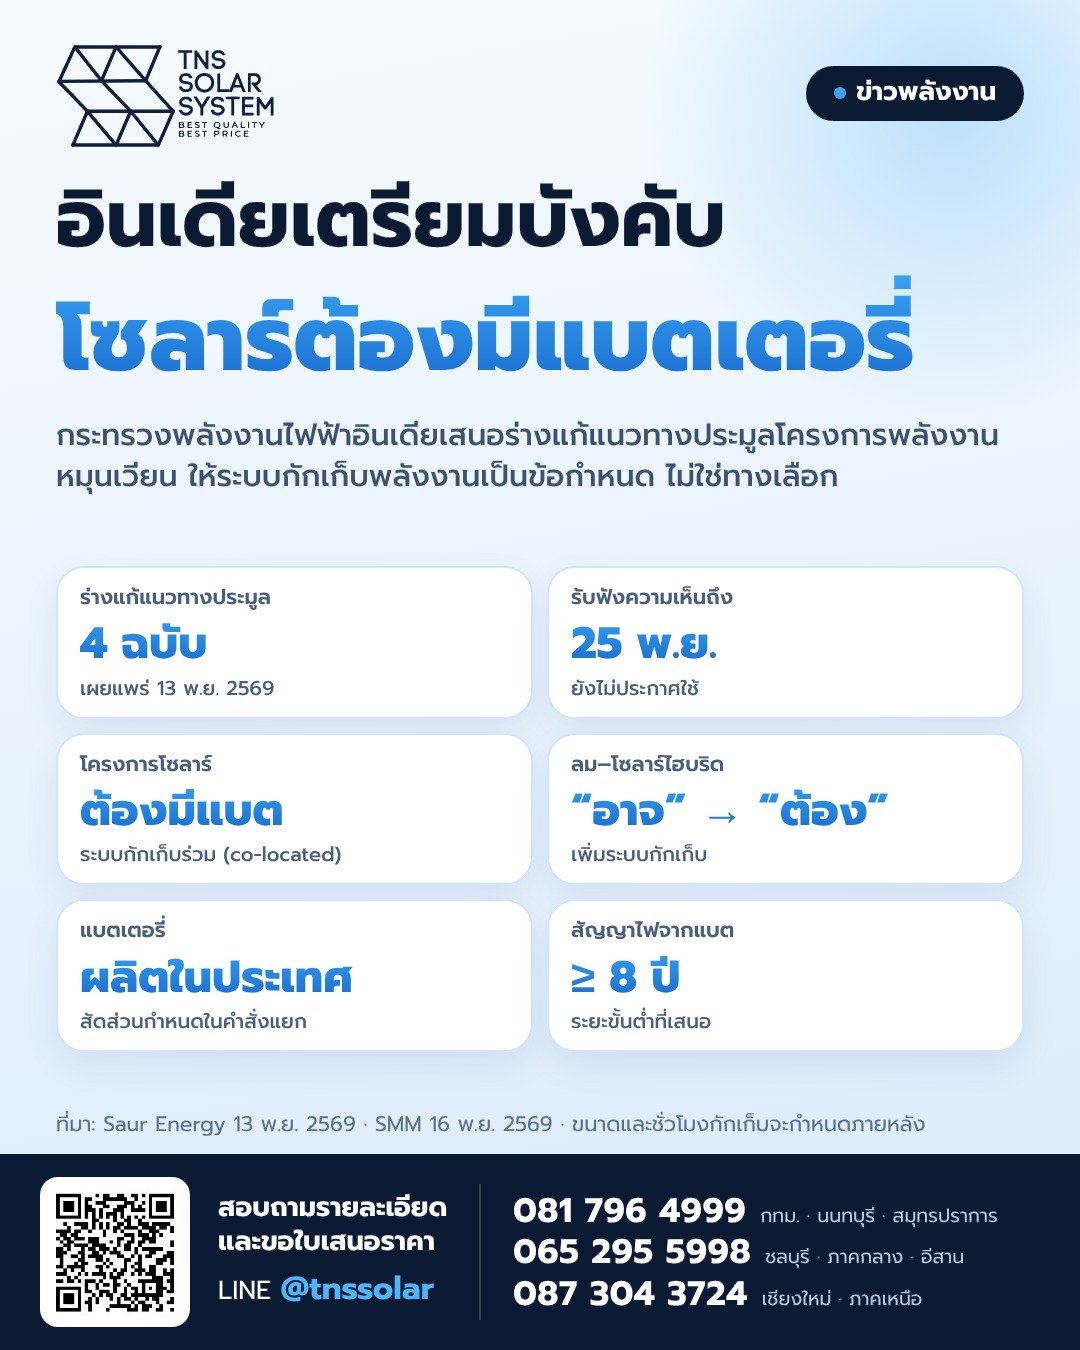 TNS
SOLAR
SYSTEM
BEST QUALITY
BEST PRICE
ข่าวพลังงาน
อินเดียเตรียมบังคับ
โซลาร์ต้องมีแบตเตอรี่
กระทรวงพลังงานไฟฟ้าอินเดียเสนอร่างแก้แนวทางประมูลโครงการพลังงาน
หมุนเวียน ให้ระบบกักเก็บพลังงานเป็นข้อกำหนด ไม่ใช่ทางเลือก
ร่างแก้แนวทางประมูล
4 ฉบับ
เผยแพร่ 13 พ.ย. 2569
รับฟังความเห็นถึง
25 พ.ย.
ยังไม่ประกาศใช้
โครงการโซลาร์
ต้องมีแบต
ระบบกักเก็บร่วม (co-located)
ลม–โซลาร์ไฮบริด
“อาจ” → “ต้อง”
เพิ่มระบบกักเก็บ
แบตเตอรี่
ผลิตในประเทศ
สัดส่วนกำหนดในคำสั่งแยก
สัญญาไฟจากแบต
≥ 8 ปี
ระยะขั้นต่ำที่เสนอ
ที่มา: Saur Energy 13 พ.ย. 2569 · SMM 16 พ.ย. 2569 · ขนาดและชั่วโมงกักเก็บจะกำหนดภายหลัง
สอบถามรายละเอียด
และขอใบเสนอราคา
LINE @tnssolar
081 796 4999 กทม. · นนทบุรี · สมุทรปราการ
065 295 5998 ชลบุรี · ภาคกลาง · อีสาน
087 304 3724 เชียงใหม่ · ภาคเหนือ